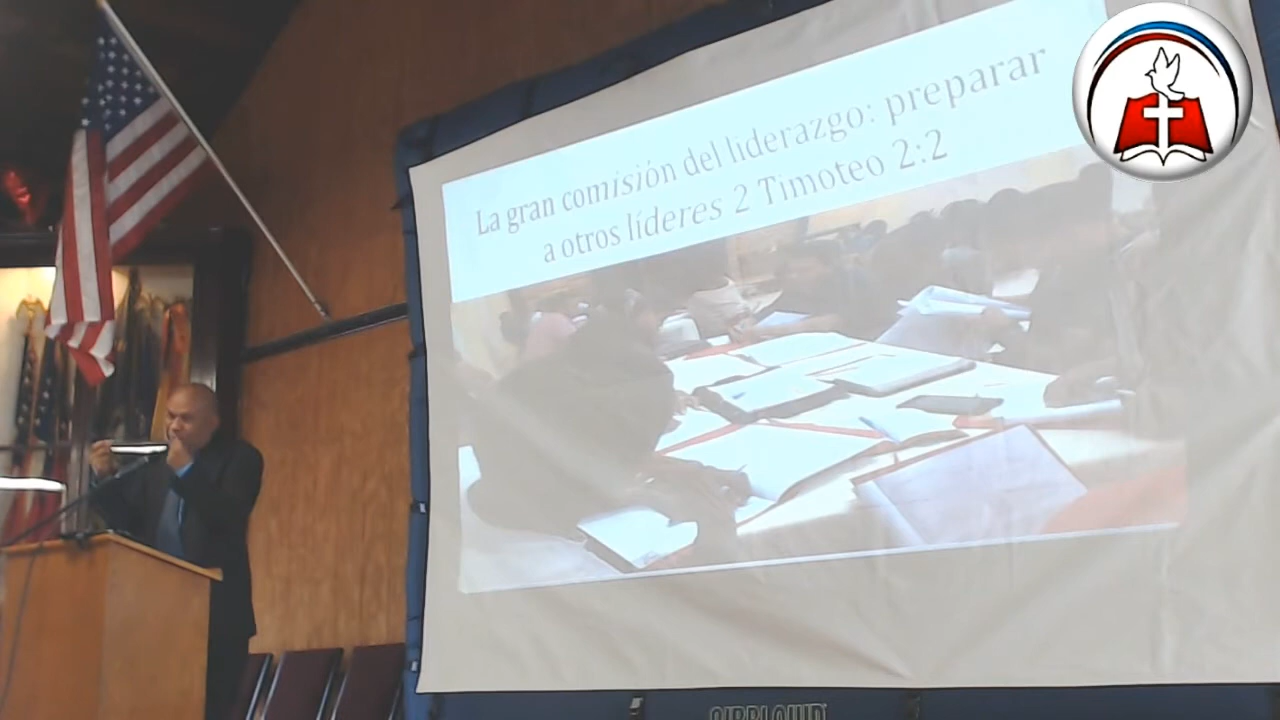 La gran comisión del liderazgo: preparar
a otros líderes 2 Timoteo 2:2